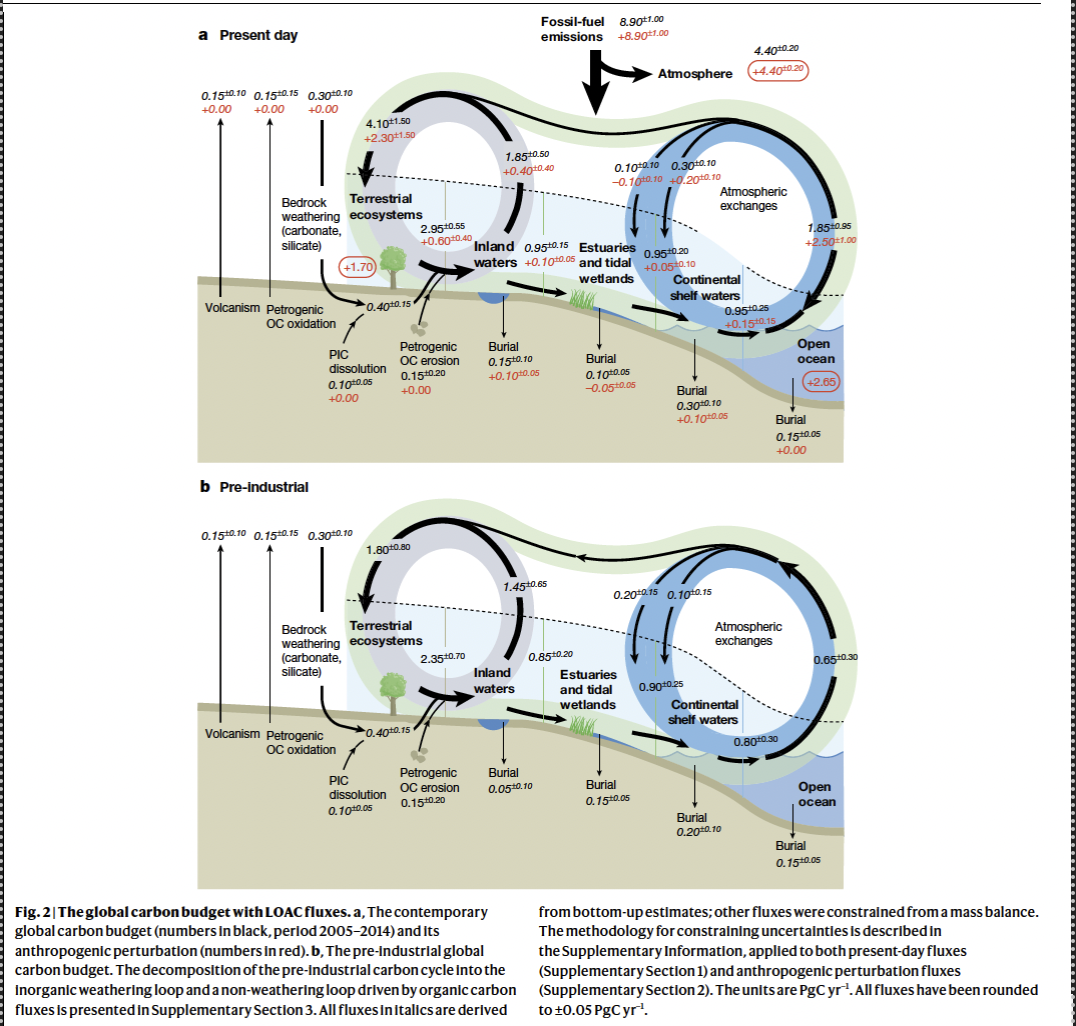 a Present day
Fossil-fuel
emissions
8.90±1.00
+8.90±1.00
Atmosphere
4.40±0.20
+4.40±0.20
0.15±0.10 0.15±0.15 0.30±0.10
+0.00 +0.00 +0.00
4.10±1.50
+2.30±1.50
1.85±0.50
+0.40±0.40
0.10±0.10 0.30±0.10
−0.10±0.10 +0.20±0.10
Atmospheric
exchanges
1.85±0.95
+2.50±1.00
Bedrock
weathering
(carbonate,
silicate)
Terrestrial
ecosystems
2.95±0.55
+0.60±0.40
Inland
waters
0.95±0.15
+0.10±0.05
Estuaries
and tidal
wetlands
0.95±0.20
+0.05±0.10
Continental
shelf waters
0.95±0.25
+0.15±0.15
+1.70
Volcanism
Petrogenic
OC oxidation
0.40±0.15
PIC
dissolution
0.10±0.05
+0.00
Petrogenic
OC erosion
0.15±0.20
+0.00
Burial
0.15±0.10
+0.10±0.05
Burial
0.10±0.05
−0.05±0.05
Burial
0.30±0.10
+0.10±0.05
Open
ocean
+2.65
Burial
0.15±0.05
+0.00
b Pre-industrial
0.15±0.10 0.15±0.15 0.30±0.10
1.80±0.80
1.45±0.65
0.20±0.15 0.10±0.15
Atmospheric
exchanges
0.65±0.30
Bedrock
weathering
(carbonate,
silicate)
Terrestrial
ecosystems
2.35±0.70
Inland
waters
0.85±0.20
Estuaries
and tidal
wetlands
0.90±0.25
Continental
shelf waters
0.80±0.30
Volcanism
Petrogenic
OC oxidation
0.40±0.15
PIC
dissolution
0.10±0.05
Petrogenic
OC erosion
0.15±0.20
Burial
0.05±0.10
Burial
0.15±0.05
Burial
0.20±0.10
Open
ocean
Burial
0.15±0.05
Fig. 2 | The global carbon budget with LOAC fluxes. a, The contemporary
global carbon budget (numbers in black, period 2005–2014) and its
anthropogenic perturbation (numbers in red). b, The pre-industrial global
carbon budget. The decomposition of the pre-industrial carbon cycle into the
inorganic weathering loop and a non-weathering loop driven by organic carbon
fluxes is presented in Supplementary Section 3. All fluxes in italics are derived
from bottom-up estimates; other fluxes were constrained from a mass balance.
The methodology for constraining uncertainties is described in
the Supplementary Information, applied to both present-day fluxes
(Supplementary Section 1) and anthropogenic perturbation fluxes
(Supplementary Section 2). The units are PgC yr⁻¹. All fluxes have been rounded
to ±0.05 PgC yr⁻¹.